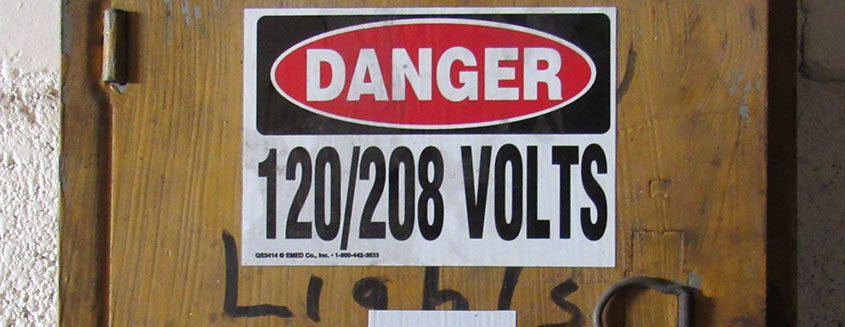 DANGER
120/208 VOLTS
QS3414 © EMED Co., Inc. • 1-800-442-3633
Lights